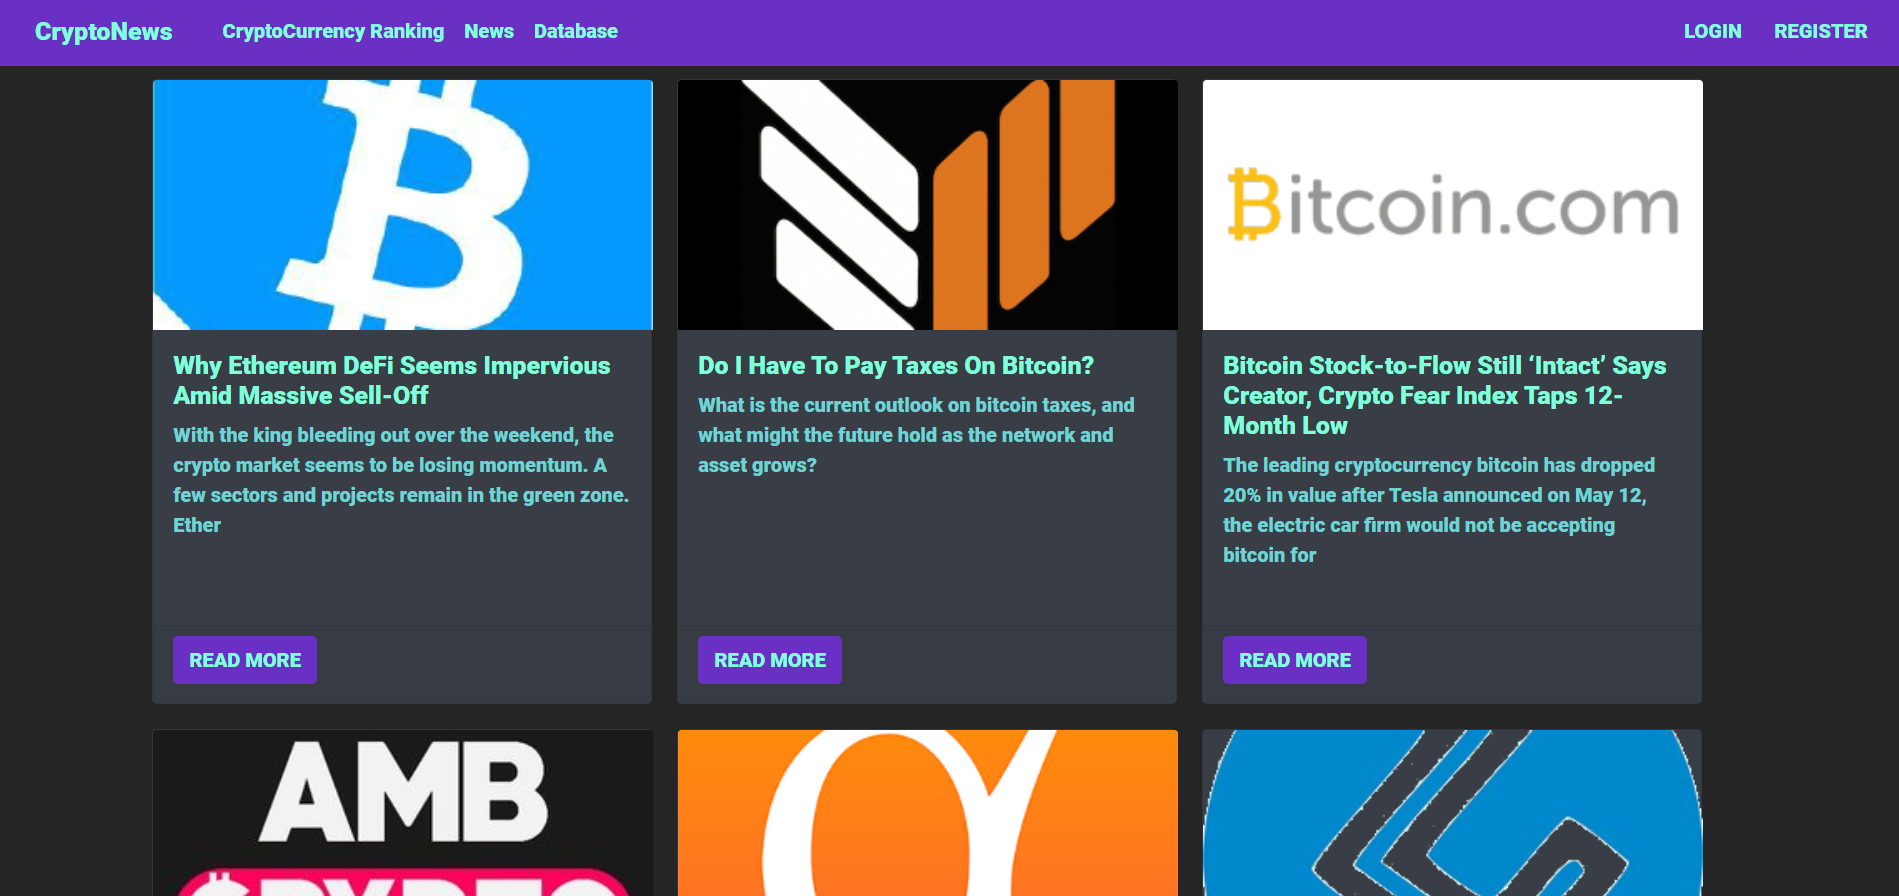 CryptoNews CryptoCurrency Ranking News Database LOGIN REGISTER
Bitcoin.com
Why Ethereum DeFi Seems Impervious
Amid Massive Sell-Off
With the king bleeding out over the weekend, the
crypto market seems to be losing momentum. A
few sectors and projects remain in the green zone.
Ether
READ MORE
Do I Have To Pay Taxes On Bitcoin?
What is the current outlook on bitcoin taxes, and
what might the future hold as the network and
asset grows?
READ MORE
Bitcoin Stock-to-Flow Still ‘Intact’ Says
Creator, Crypto Fear Index Taps 12-
Month Low
The leading cryptocurrency bitcoin has dropped
20% in value after Tesla announced on May 12,
the electric car firm would not be accepting
bitcoin for
READ MORE
AMB
CRYPTO